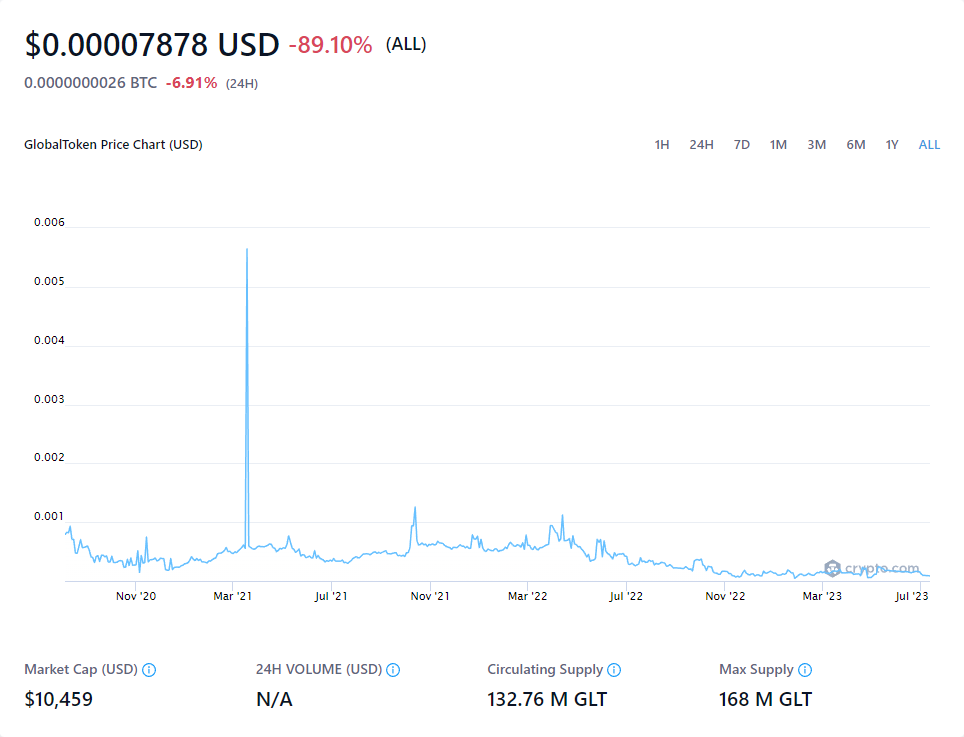 $0.00007878 USD -89.10% (ALL)
0.0000000026 BTC -6.91% (24H)
GlobalToken Price Chart (USD) 1H 24H 7D 1M 3M 6M 1Y ALL
0.006
0.005
0.004
0.003
0.002
0.001
crypto.com
Nov '20 Mar '21 Jul '21 Nov '21 Mar '22 Jul '22 Nov '22 Mar '23 Jul '23
Market Cap (USD) 24H VOLUME (USD) Circulating Supply Max Supply
$10,459 N/A 132.76 M GLT 168 M GLT